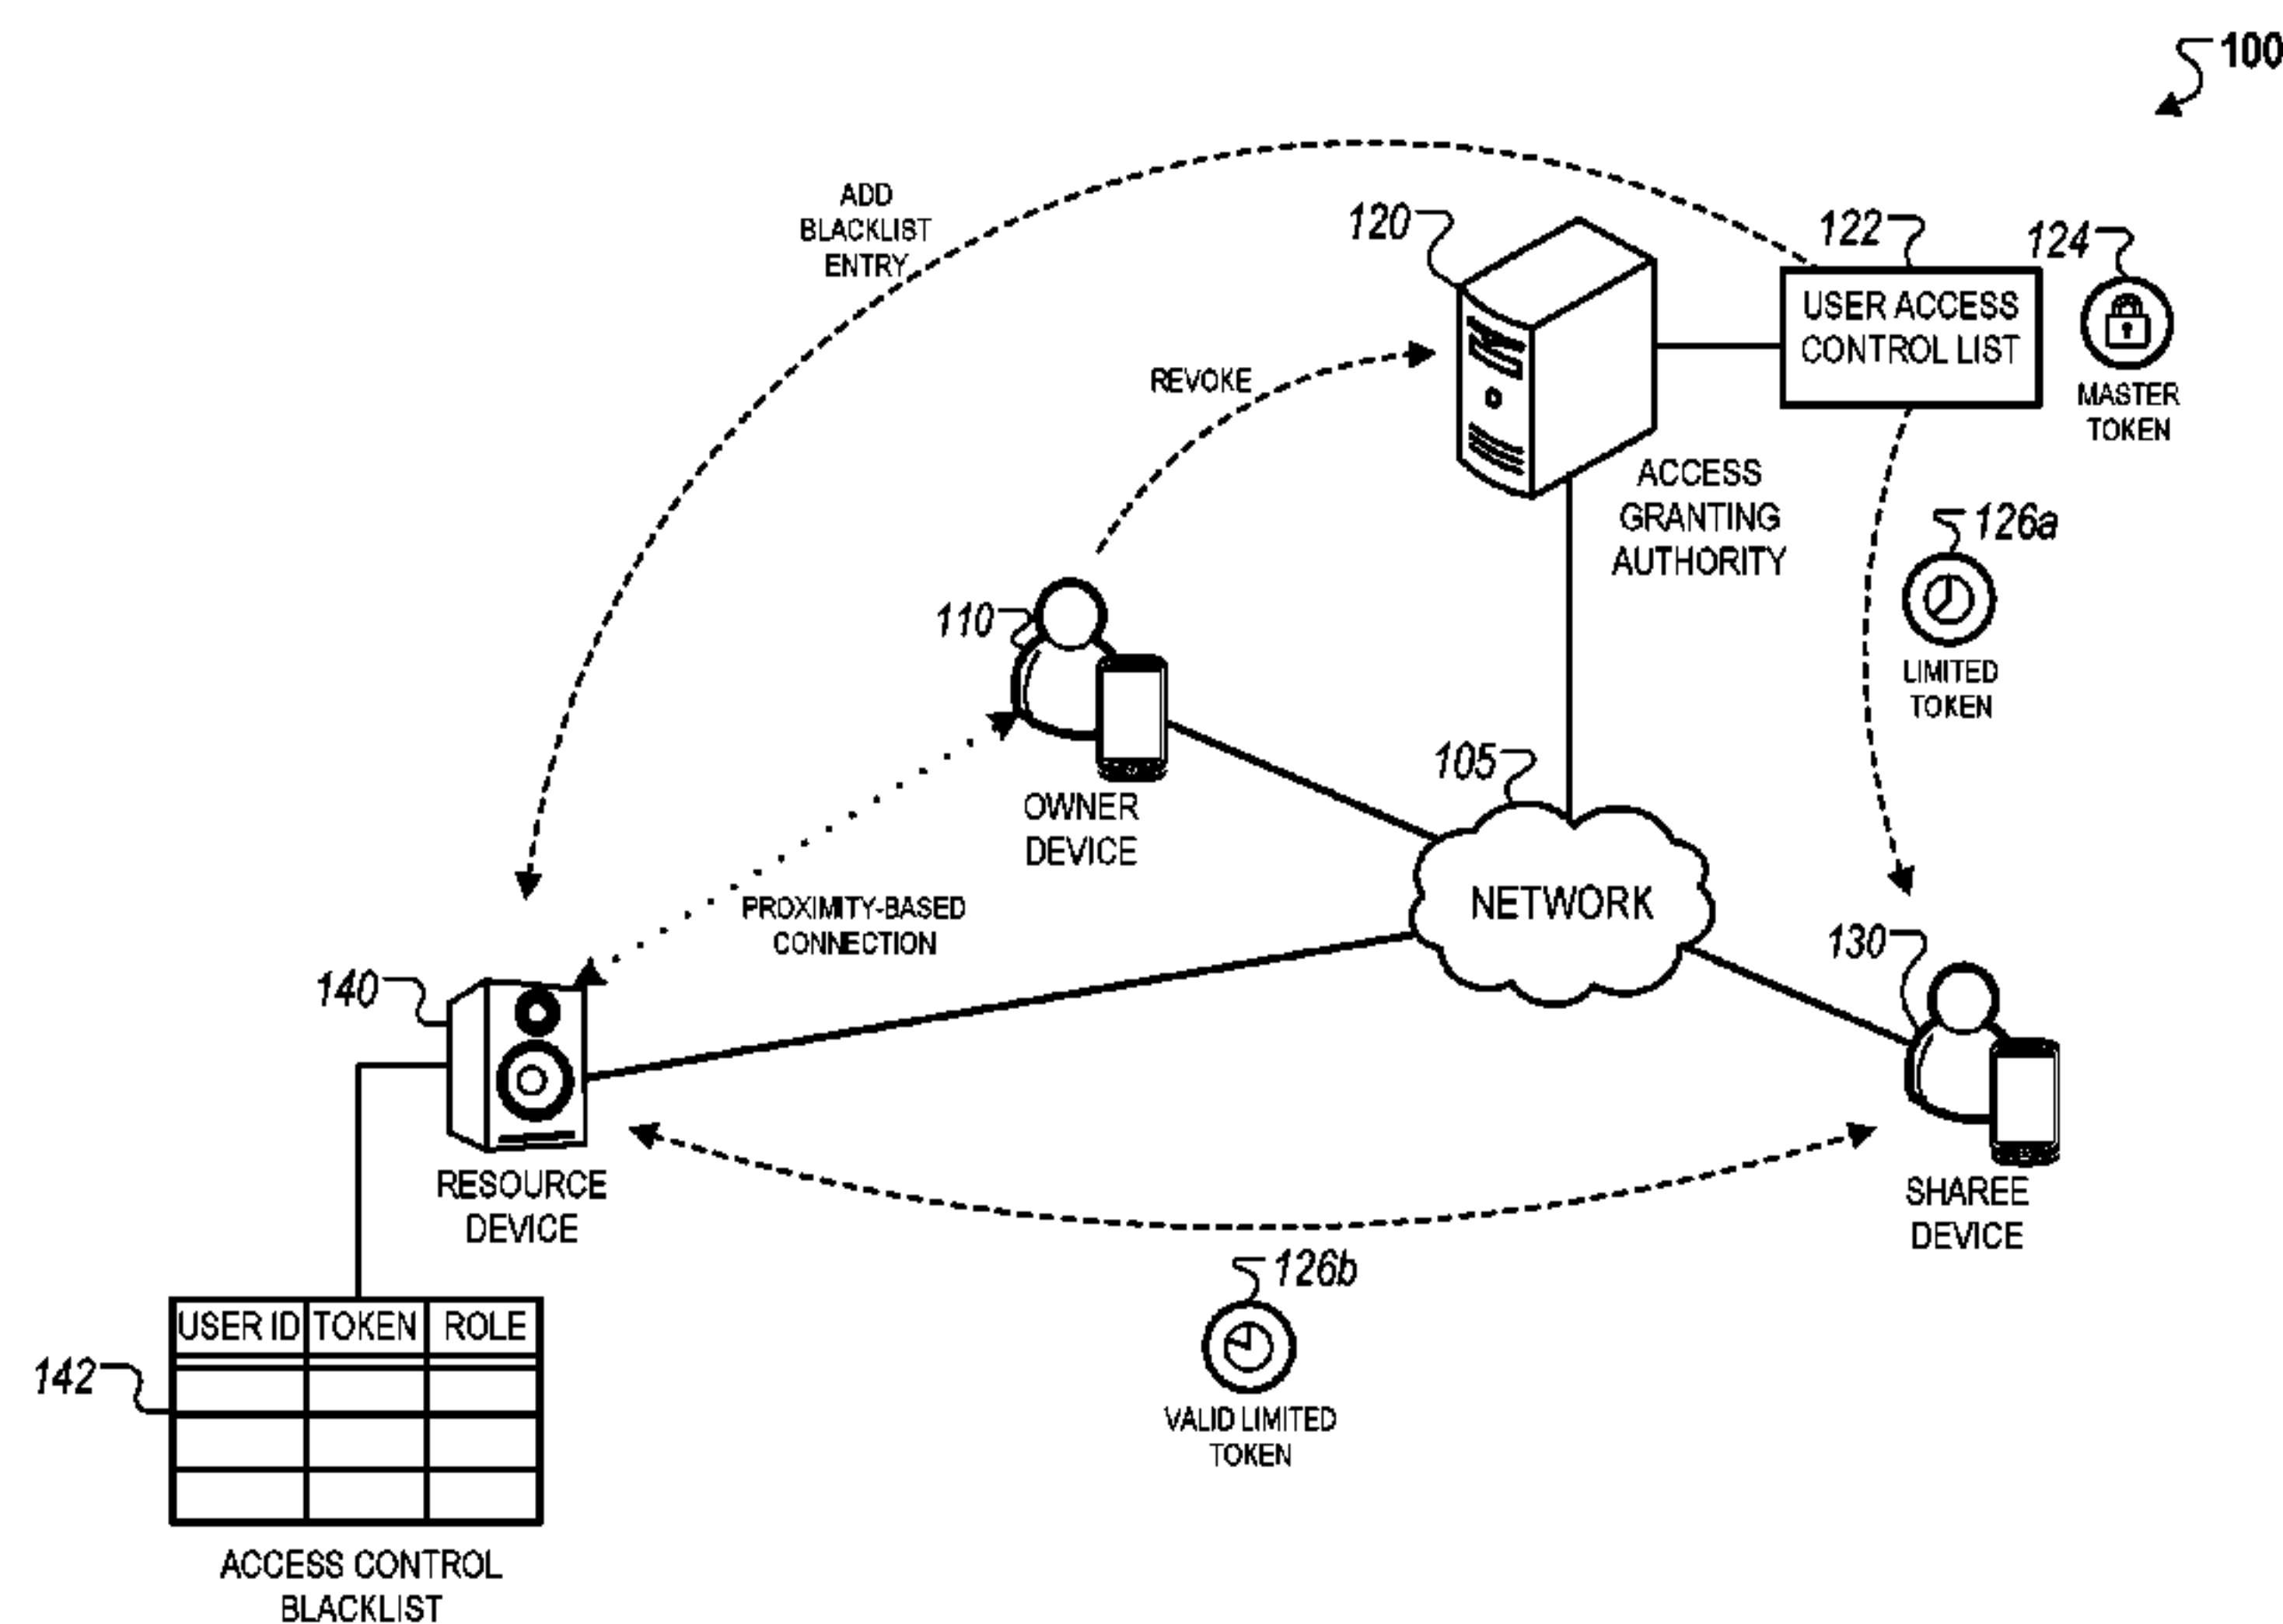 100
ADD
BLACKLIST
ENTRY
120
122
124
USER ACCESS
CONTROL LIST
MASTER
TOKEN
REVOKE
ACCESS
GRANTING
AUTHORITY
126a
LIMITED
TOKEN
110
OWNER
DEVICE
105
NETWORK
PROXIMITY-BASED
CONNECTION
130
140
RESOURCE
DEVICE
SHAREE
DEVICE
126b
VALID LIMITED
TOKEN
USER ID TOKEN ROLE
142
ACCESS CONTROL
BLACKLIST